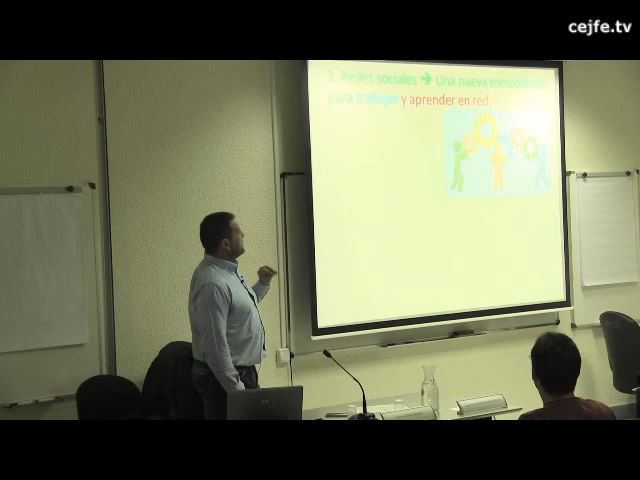 cejfe.tv
3. Redes sociales → Una nueva metodología
para trabajar y aprender en red